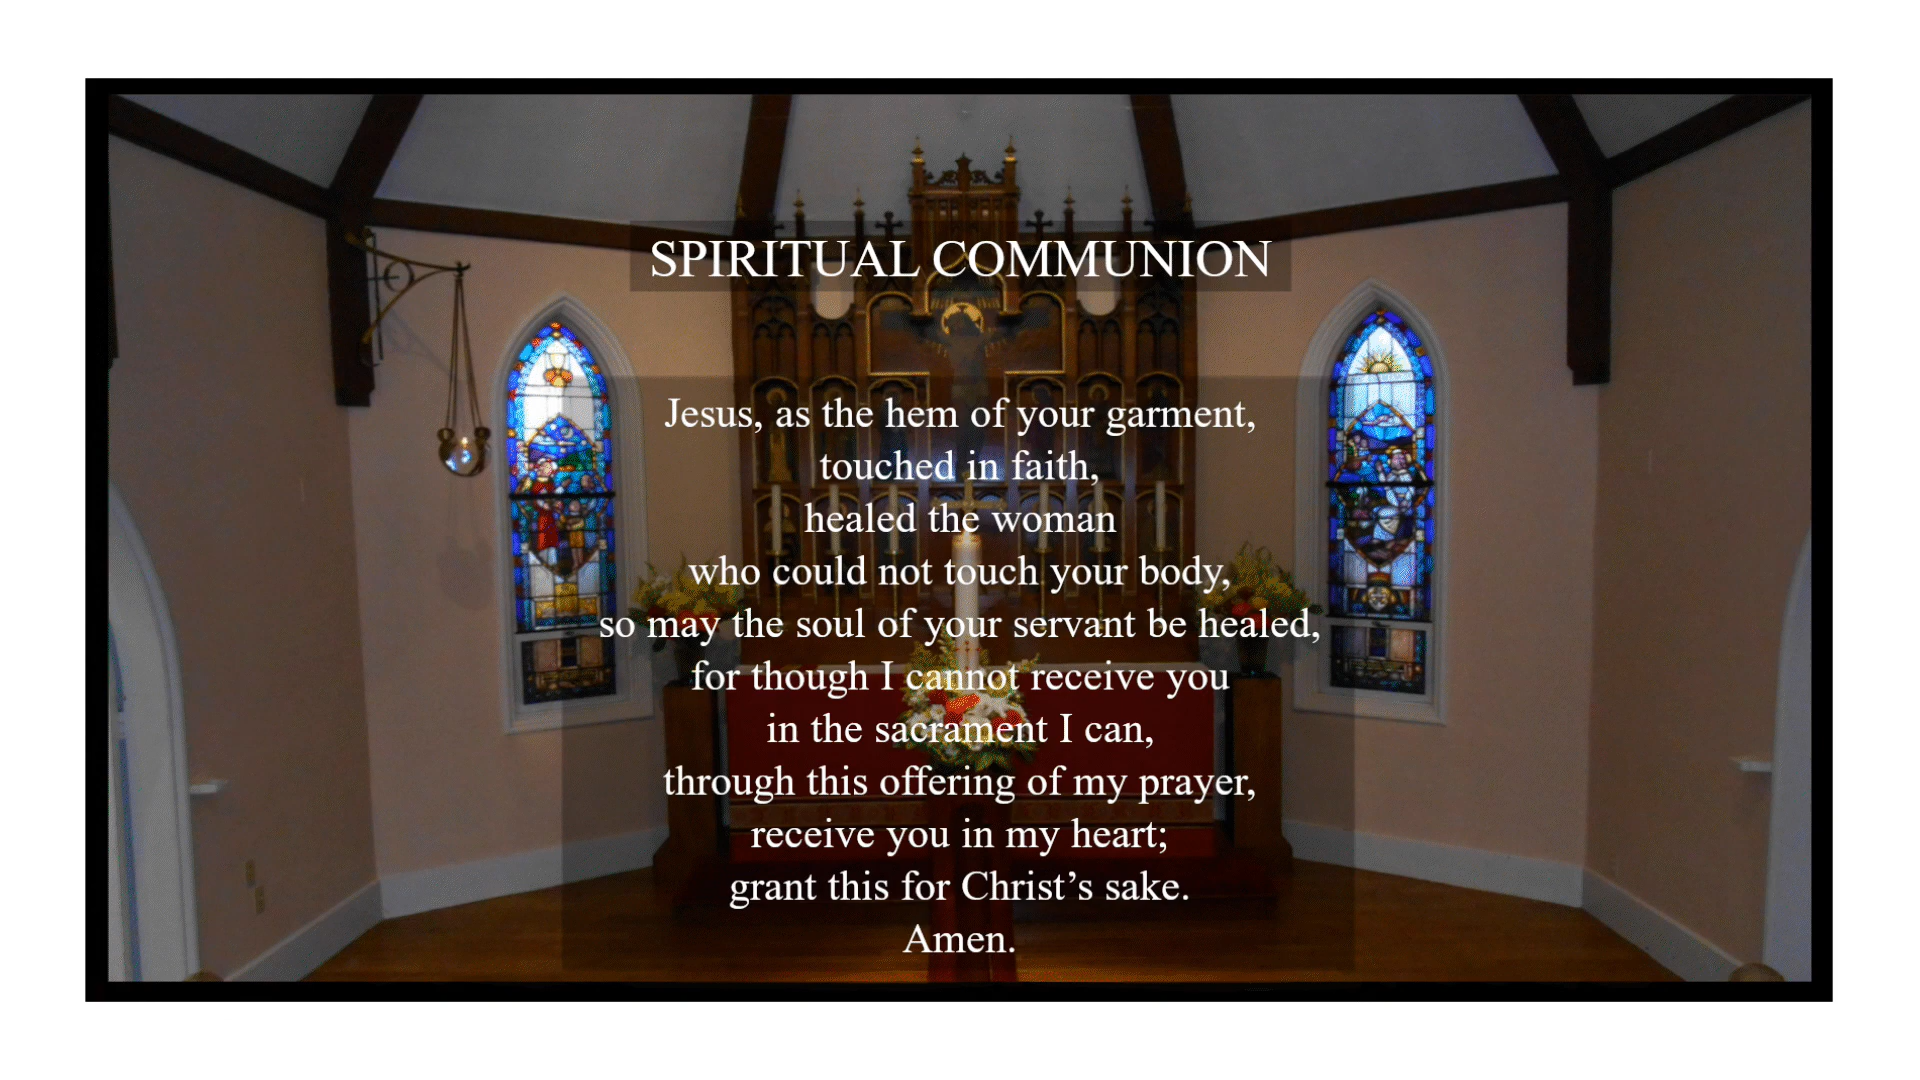 SPIRITUAL COMMUNION
Jesus, as the hem of your garment,
touched in faith,
healed the woman
who could not touch your body,
so may the soul of your servant be healed,
for though I cannot receive you
in the sacrament I can,
through this offering of my prayer,
receive you in my heart;
grant this for Christ’s sake.
Amen.